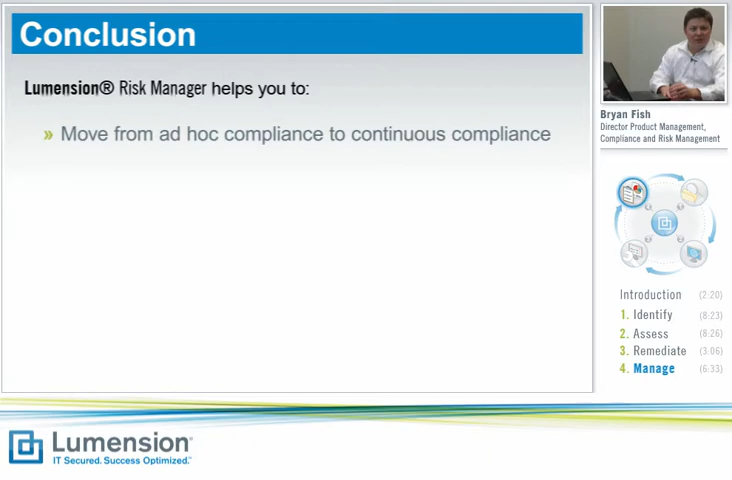 Conclusion
Lumension® Risk Manager helps you to:
» Move from ad hoc compliance to continuous compliance
Bryan Fish
Director Product Management,
Compliance and Risk Management
Introduction (2:20)
1. Identify (8:23)
2. Assess (8:26)
3. Remediate (3:06)
4. Manage (6:33)
Lumension®
IT Secured. Success Optimized.™